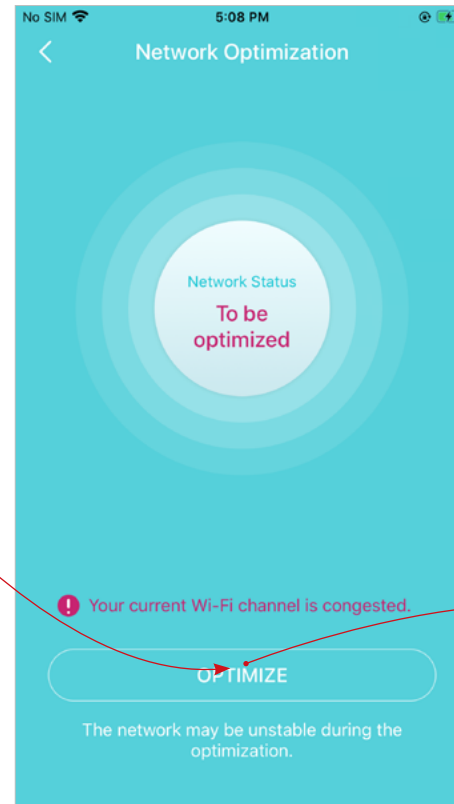 No SIM 5:08 PM
Network Optimization
Network Status
To be
optimized
Your current Wi-Fi channel is congested.
OPTIMIZE
The network may be unstable during the
optimization.